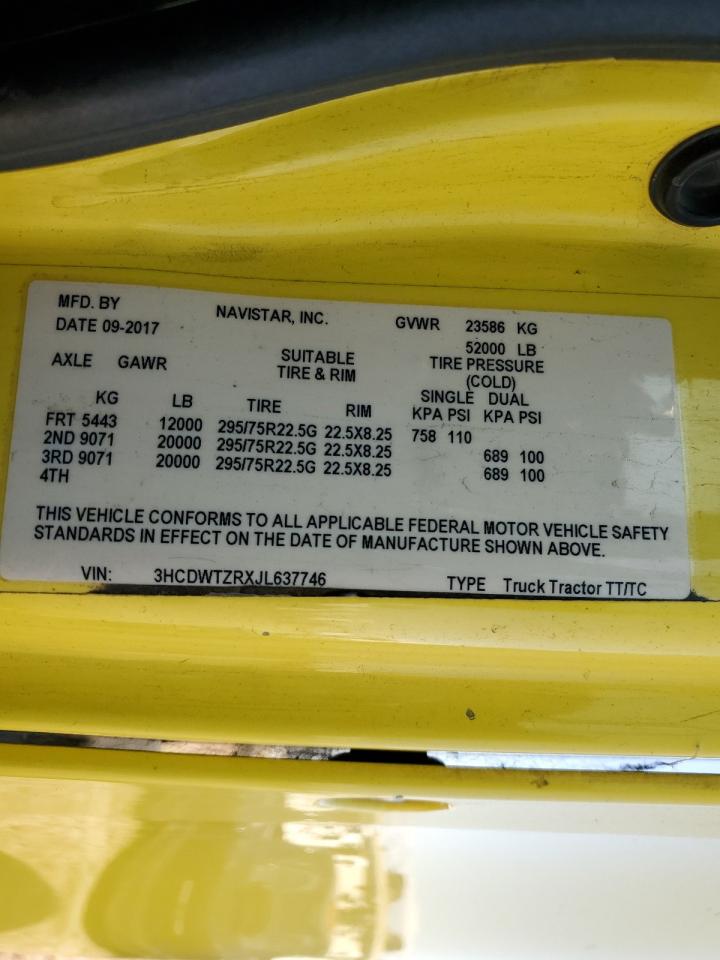 MFD. BY NAVISTAR, INC. GVWR 23586 KG
DATE 09-2017 52000 LB
AXLE GAWR SUITABLE TIRE PRESSURE
TIRE & RIM (COLD)
KG LB TIRE RIM SINGLE DUAL
KPA PSI KPA PSI
FRT 5443 12000 295/75R22.5G 22.5X8.25 758 110
2ND 9071 20000 295/75R22.5G 22.5X8.25 689 100
3RD 9071 20000 295/75R22.5G 22.5X8.25 689 100
4TH
THIS VEHICLE CONFORMS TO ALL APPLICABLE FEDERAL MOTOR VEHICLE SAFETY
STANDARDS IN EFFECT ON THE DATE OF MANUFACTURE SHOWN ABOVE.
VIN: 3HCDWTZRXJL637746 TYPE Truck Tractor TT/TC